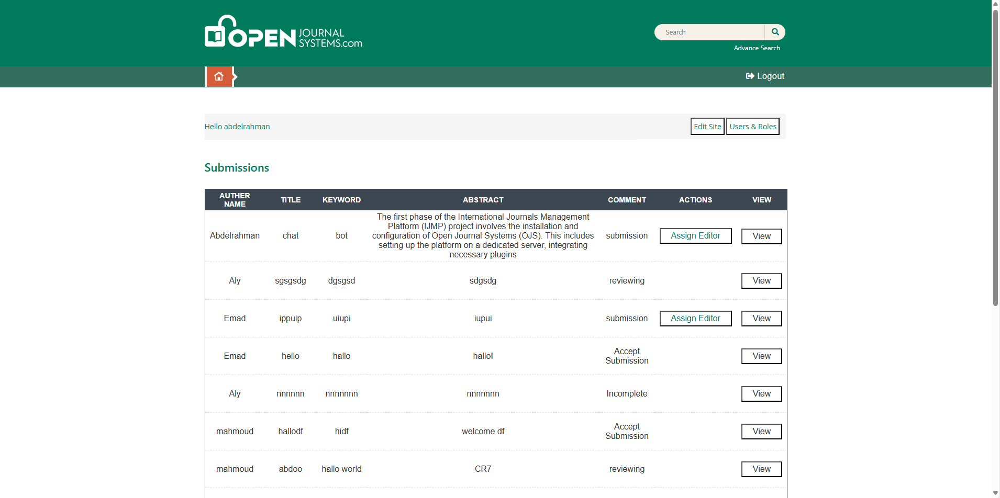 OPEN JOURNAL SYSTEMS.com
Search
Advance Search
Logout
Hello abdelrahman
Edit Site
Users & Roles
Submissions
AUTHER NAME TITLE KEYWORD ABSTRACT COMMENT ACTIONS VIEW
The first phase of the International Journals Management
Platform (IJMP) project involves the installation and
Abdelrahman chat bot configuration of Open Journal Systems (OJS). This includes submission Assign Editor View
setting up the platform on a dedicated server, integrating
necessary plugins
Aly sgsgsdg dgsgsd sdgsdg reviewing View
Emad ippuip uiupi iupui submission Assign Editor View
Emad hello hallo hallo! Accept Submission View
Aly nnnnnn nnnnnnn nnnnnnn Incomplete View
mahmoud hallodf hidf welcome df Accept Submission View
mahmoud abdoo hallo world CR7 reviewing View